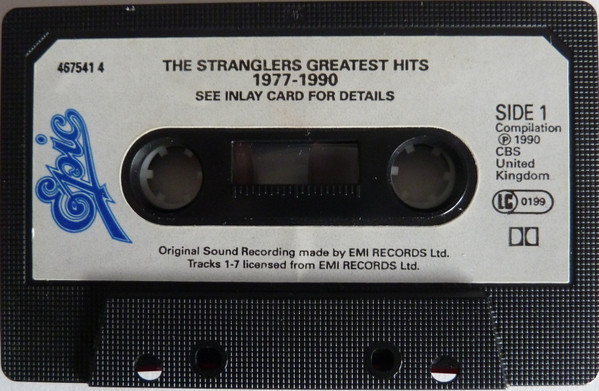 467541 4
THE STRANGLERS GREATEST HITS
1977-1990
SEE INLAY CARD FOR DETAILS
Epic
SIDE 1
Compilation
℗ 1990
CBS
United
Kingdom
LC 0199
Original Sound Recording made by EMI RECORDS Ltd.
Tracks 1-7 licensed from EMI RECORDS Ltd.